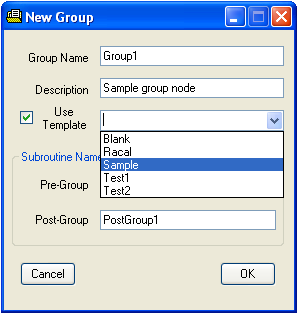 New Group
Group Name Group1
Description Sample group node
Use Template
Blank
Racal
Sample
Test1
Test2
Subroutine Nam
Pre-Group
Post-Group PostGroup1
Cancel OK